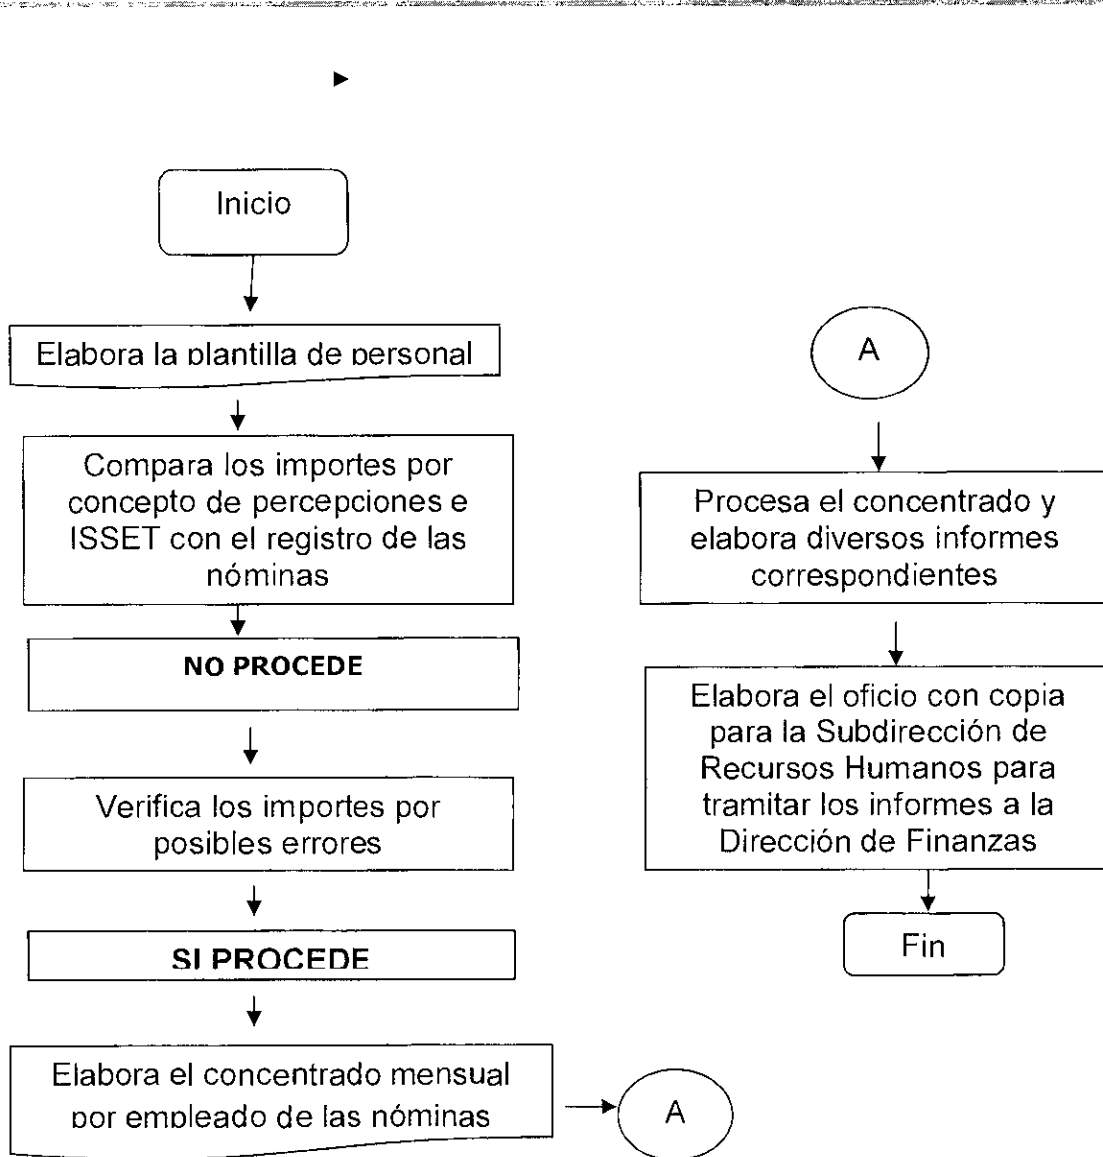 Inicio
Elabora la plantilla de personal
Compara los importes por
concepto de percepciones e
ISSET con el registro de las
nóminas
NO PROCEDE
Verifica los importes por
posibles errores
SI PROCEDE
Elabora el concentrado mensual
por empleado de las nóminas
A
A
Procesa el concentrado y
elabora diversos informes
correspondientes
Elabora el oficio con copia
para la Subdirección de
Recursos Humanos para
tramitar los informes a la
Dirección de Finanzas
Fin